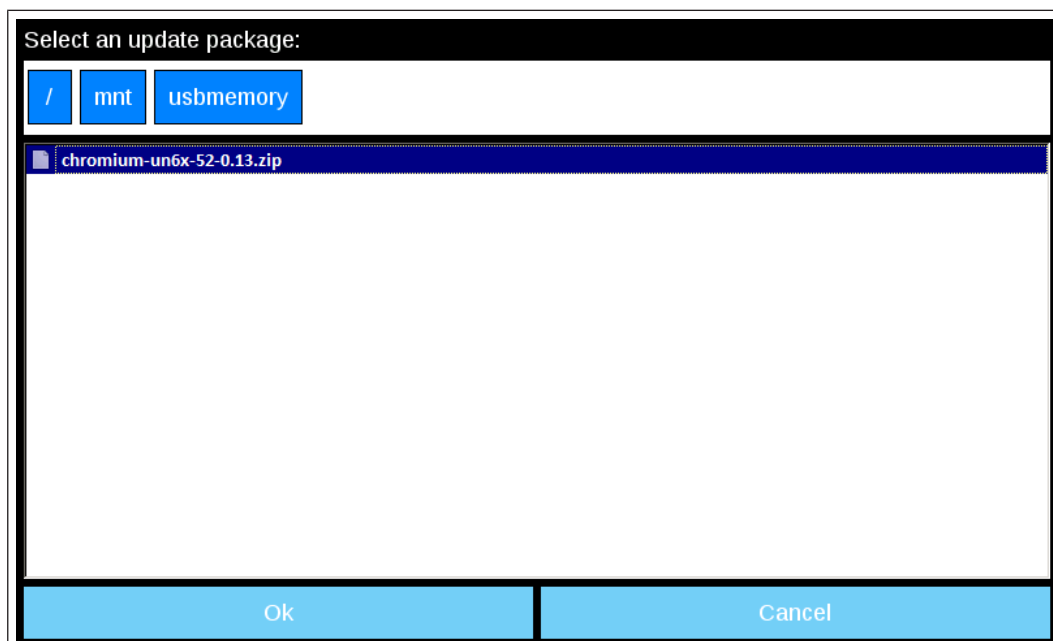 Select an update package:
/ mnt usbmemory
chromium-un6x-52-0.13.zip
Ok Cancel